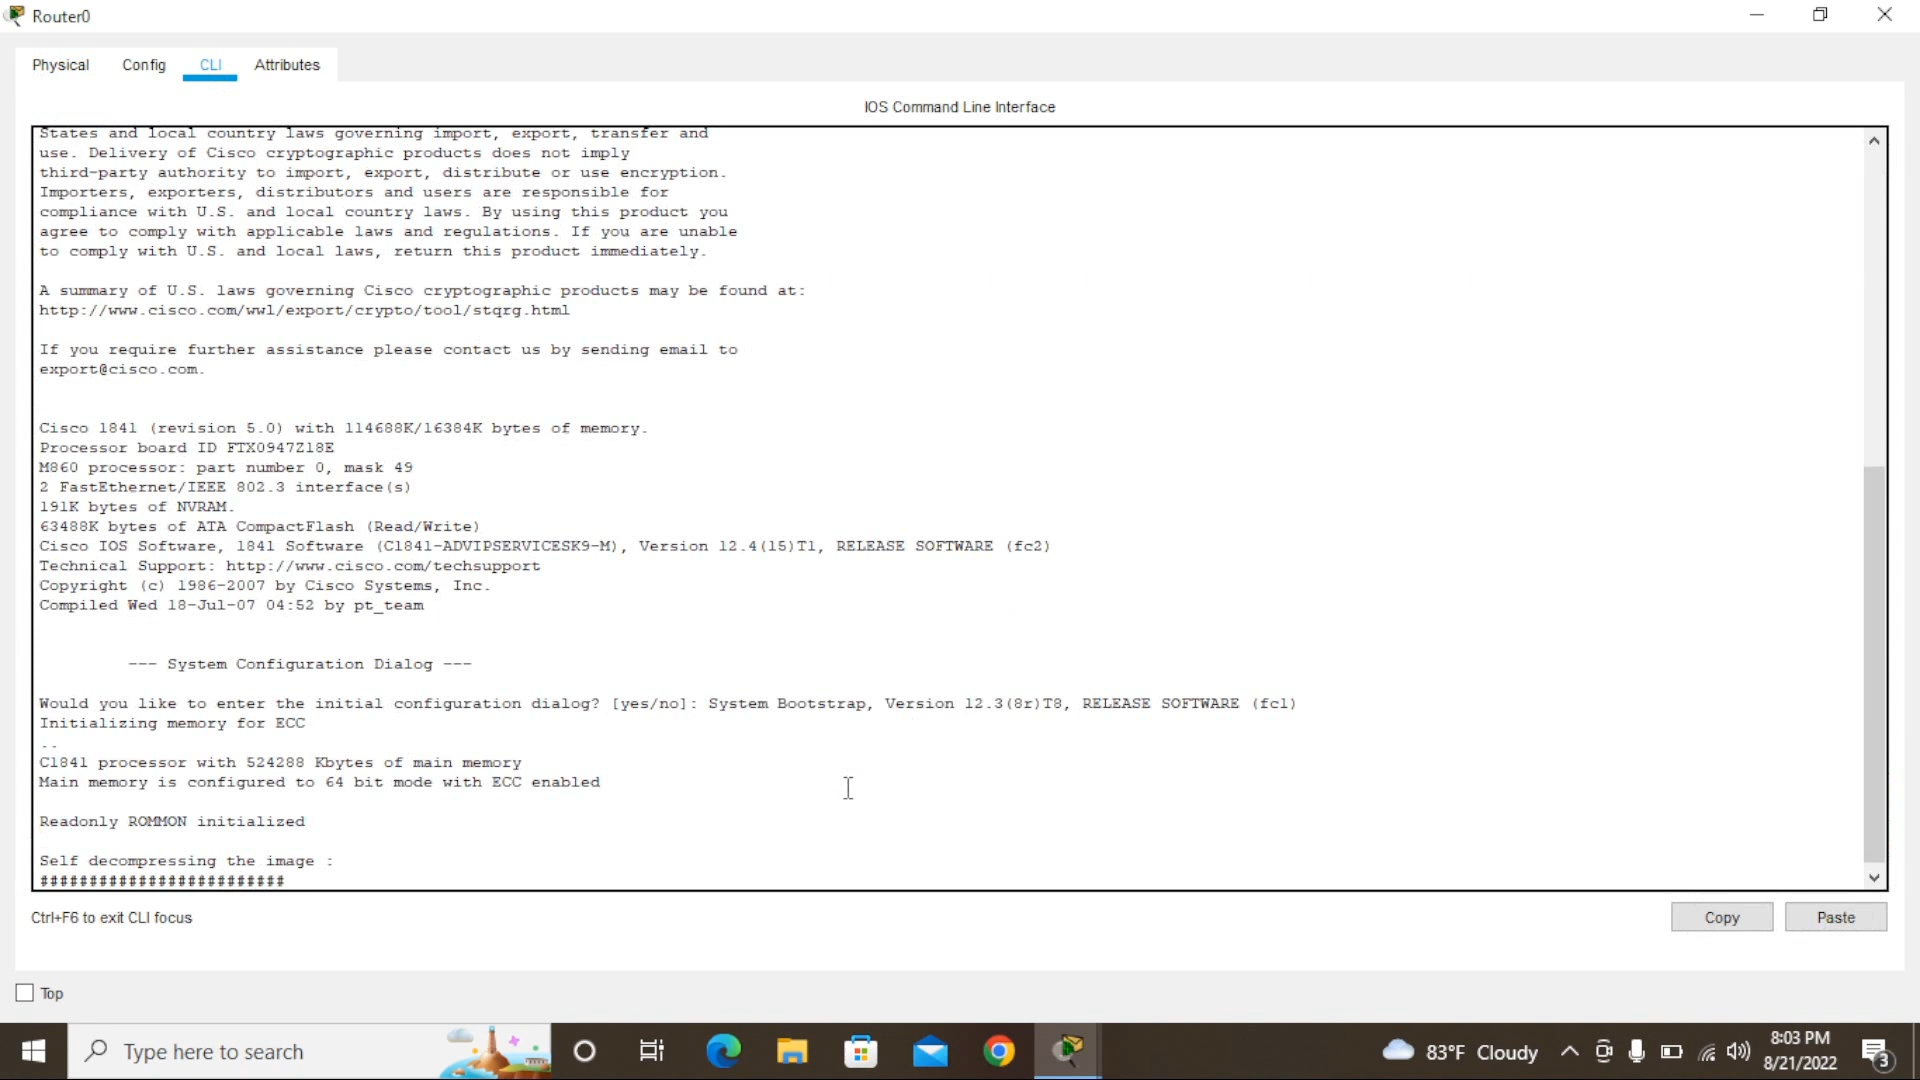 Router0
Physical Config CLI Attributes
IOS Command Line Interface
States and local country laws governing import, export, transfer and
use. Delivery of Cisco cryptographic products does not imply
third-party authority to import, export, distribute or use encryption.
Importers, exporters, distributors and users are responsible for
compliance with U.S. and local country laws. By using this product you
agree to comply with applicable laws and regulations. If you are unable
to comply with U.S. and local laws, return this product immediately.
A summary of U.S. laws governing Cisco cryptographic products may be found at:
http://www.cisco.com/wwl/export/crypto/tool/stqrg.html
If you require further assistance please contact us by sending email to
export@cisco.com.
Cisco 1841 (revision 5.0) with 114688K/16384K bytes of memory.
Processor board ID FTX0947Z18E
M860 processor: part number 0, mask 49
2 FastEthernet/IEEE 802.3 interface(s)
191K bytes of NVRAM.
63488K bytes of ATA CompactFlash (Read/Write)
Cisco IOS Software, 1841 Software (C1841-ADVIPSERVICESK9-M), Version 12.4(15)T1, RELEASE SOFTWARE (fc2)
Technical Support: http://www.cisco.com/techsupport
Copyright (c) 1986-2007 by Cisco Systems, Inc.
Compiled Wed 18-Jul-07 04:52 by pt_team
--- System Configuration Dialog ---
Would you like to enter the initial configuration dialog? [yes/no]: System Bootstrap, Version 12.3(8r)T8, RELEASE SOFTWARE (fc1)
Initializing memory for ECC
..
C1841 processor with 524288 Kbytes of main memory
Main memory is configured to 64 bit mode with ECC enabled
Readonly ROMMON initialized
Self decompressing the image :
#########################
Ctrl+F6 to exit CLI focus
Copy Paste
Top
Type here to search
83°F Cloudy
8:03 PM
8/21/2022
3